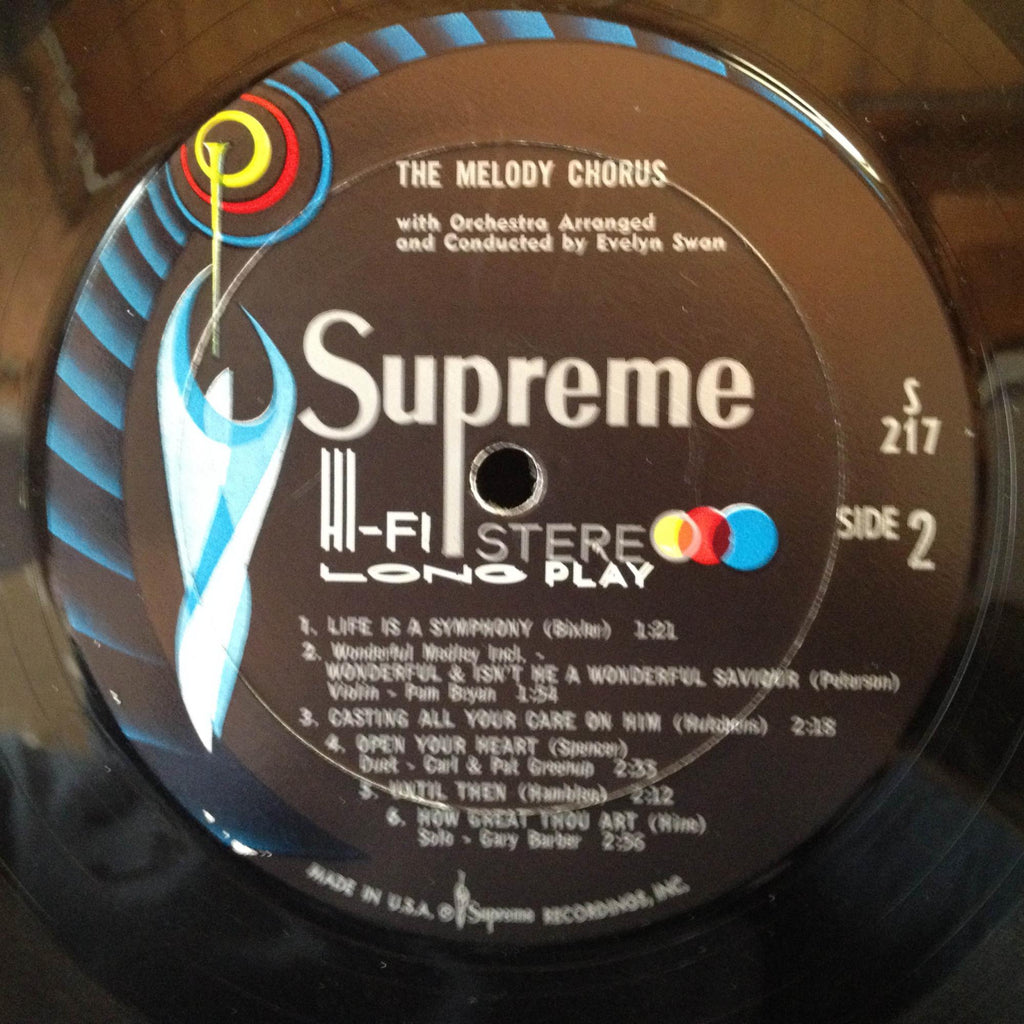 THE MELODY CHORUS
with Orchestra Arranged
and Conducted by Evelyn Swan
Supreme
S
217
HI-FI STEREO
LONG PLAY
SIDE 2
1. LIFE IS A SYMPHONY (Bixler) 1:21
2. Wonderful Medley Incl. -
WONDERFUL & ISN'T HE A WONDERFUL SAVIOUR (Peterson)
Violin - Pam Bryan 1:54
3. CASTING ALL YOUR CARE ON HIM (Hutchens) 2:18
4. OPEN YOUR HEART (Spencer)
Duet - Carl & Pat Greenup 2:35
5. UNTIL THEN (Hamblen) 2:12
6. HOW GREAT THOU ART (Hine)
Solo - Gary Barber 2:56
MADE IN U.S.A. ® Supreme RECORDINGS, INC.